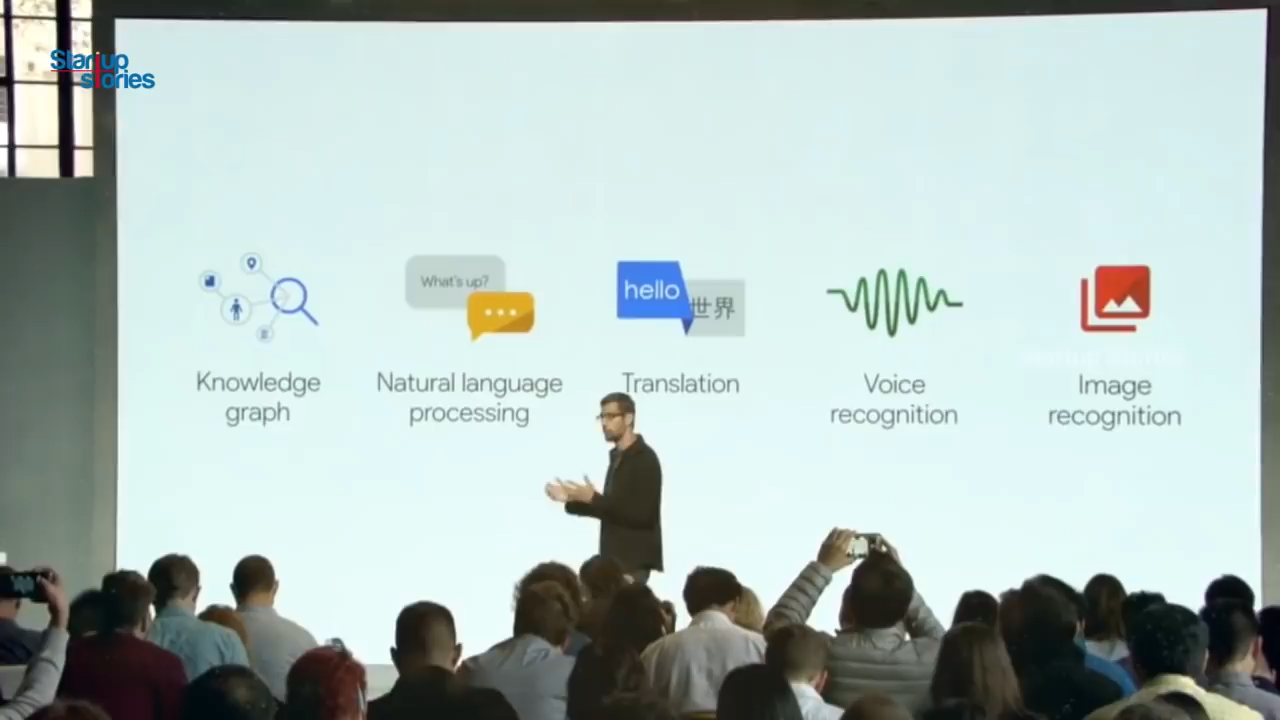 Startup
stories
What's up?
hello
世界
Knowledge
graph
Natural language
processing
Translation
Voice
recognition
Image
recognition